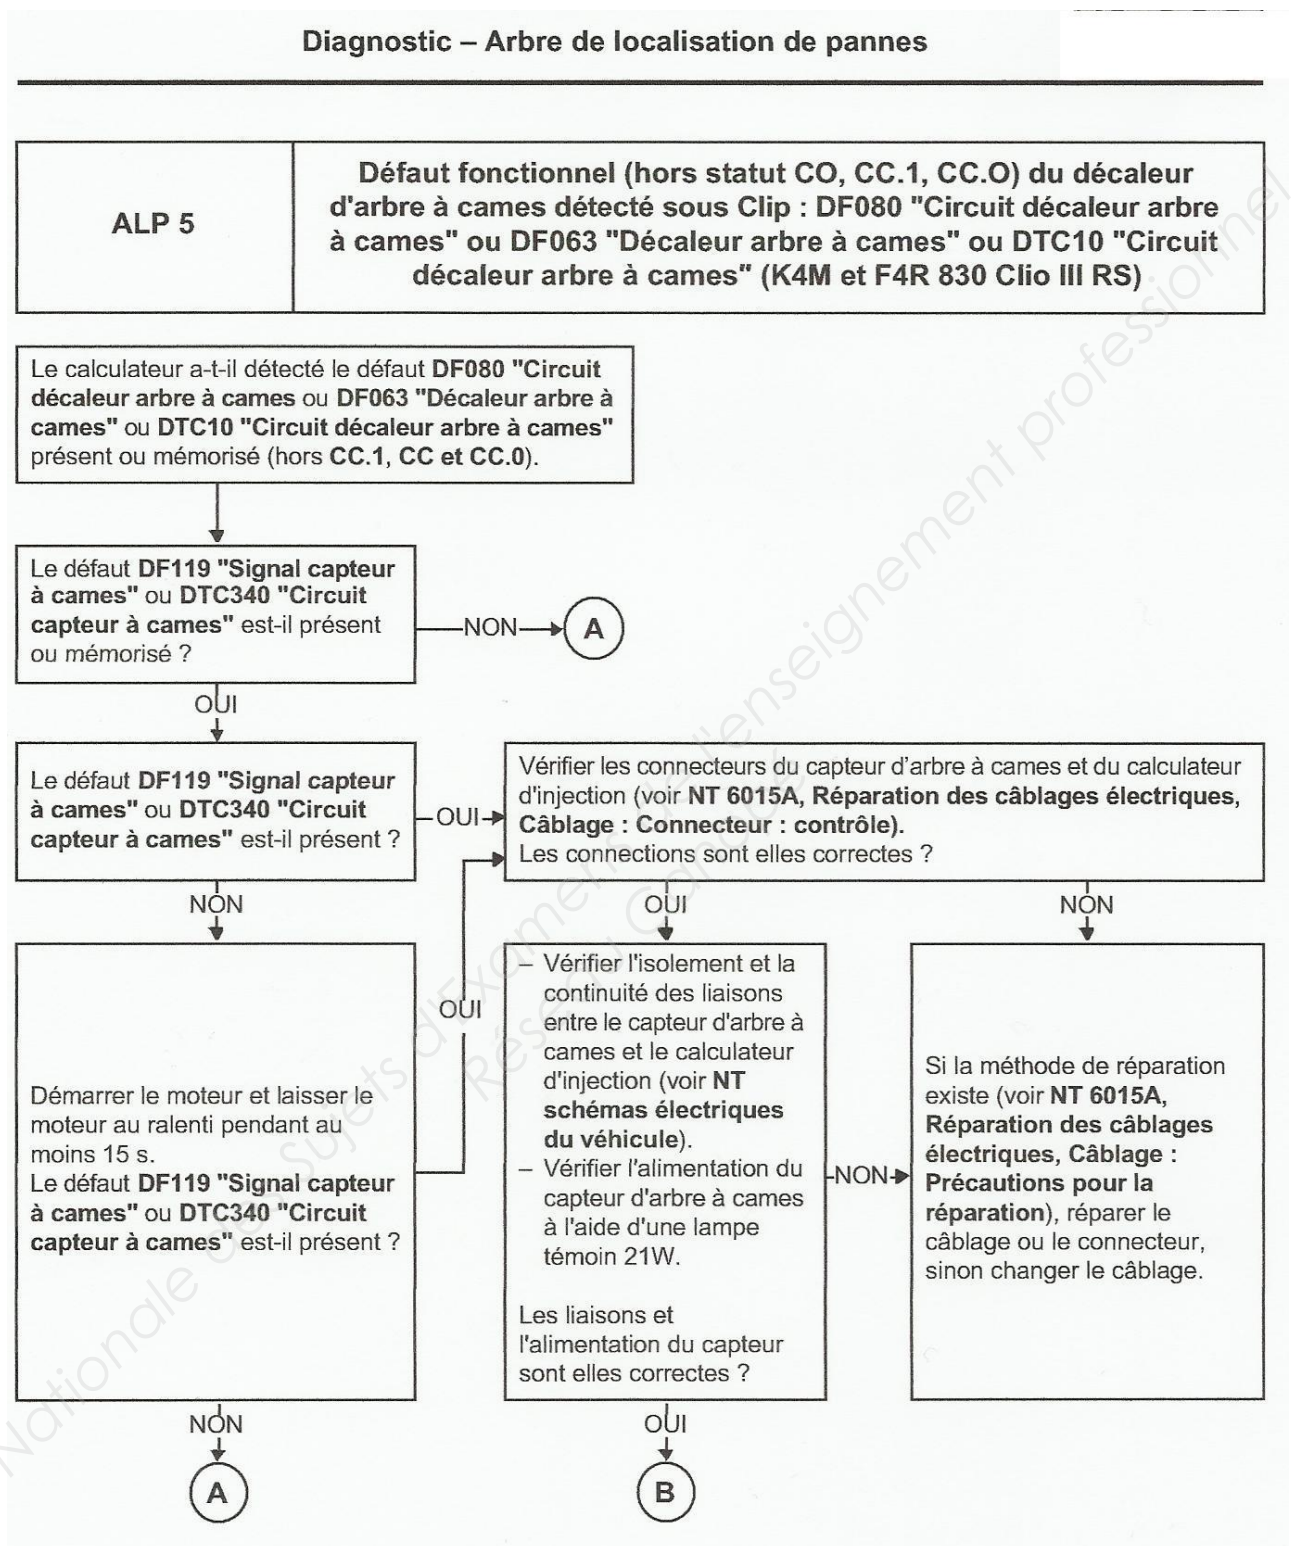 Diagnostic – Arbre de localisation de pannes
ALP 5
Défaut fonctionnel (hors statut CO, CC.1, CC.O) du décaleur
d'arbre à cames détecté sous Clip : DF080 "Circuit décaleur arbre
à cames" ou DF063 "Décaleur arbre à cames" ou DTC10 "Circuit
décaleur arbre à cames" (K4M et F4R 830 Clio III RS)
Le calculateur a-t-il détecté le défaut DF080 "Circuit
décaleur arbre à cames ou DF063 "Décaleur arbre à
cames" ou DTC10 "Circuit décaleur arbre à cames"
présent ou mémorisé (hors CC.1, CC et CC.0).
Le défaut DF119 "Signal capteur
à cames" ou DTC340 "Circuit
capteur à cames" est-il présent
ou mémorisé ?
NON
A
OUI
Le défaut DF119 "Signal capteur
à cames" ou DTC340 "Circuit
capteur à cames" est-il présent ?
OUI
Vérifier les connecteurs du capteur d'arbre à cames et du calculateur
d'injection (voir NT 6015A, Réparation des câblages électriques,
Câblage : Connecteur : contrôle).
Les connections sont elles correctes ?
NON
OUI
NON
Démarrer le moteur et laisser le
moteur au ralenti pendant au
moins 15 s.
Le défaut DF119 "Signal capteur
à cames" ou DTC340 "Circuit
capteur à cames" est-il présent ?
OUI
– Vérifier l'isolement et la
continuité des liaisons
entre le capteur d'arbre à
cames et le calculateur
d'injection (voir NT
schémas électriques
du véhicule).
– Vérifier l'alimentation du
capteur d'arbre à cames
à l'aide d'une lampe
témoin 21W.
Les liaisons et
l'alimentation du capteur
sont elles correctes ?
NON
Si la méthode de réparation
existe (voir NT 6015A,
Réparation des câblages
électriques, Câblage :
Précautions pour la
réparation), réparer le
câblage ou le connecteur,
sinon changer le câblage.
NON
A
OUI
B
Nationale des Sujets d'Examens de l'enseignement professionnel
Réseau Canopé